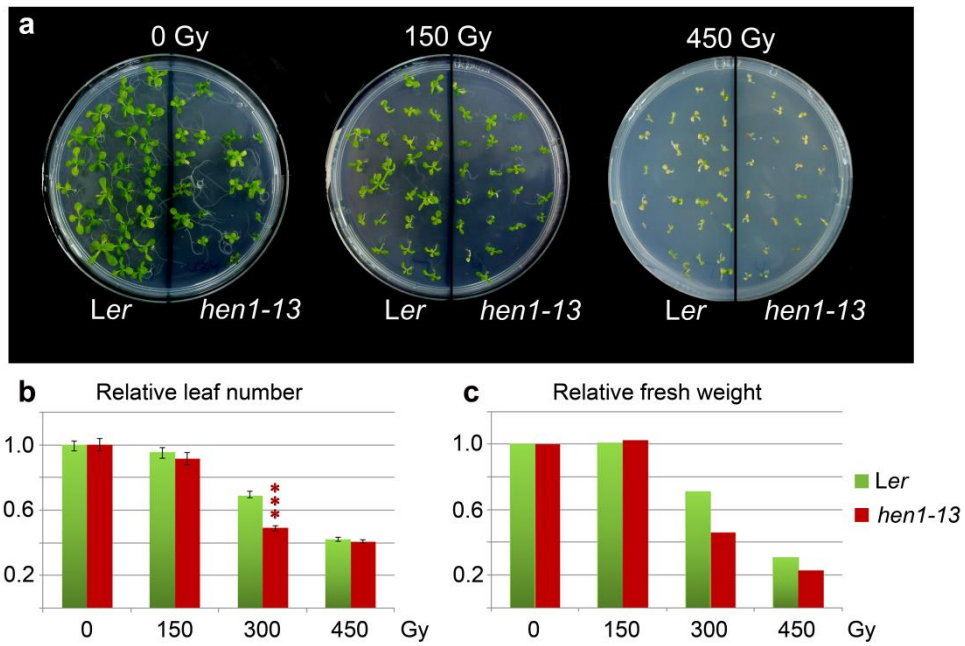 a
0 Gy 150 Gy 450 Gy
Ler hen1-13 Ler hen1-13 Ler hen1-13
b Relative leaf number
1.0
0.6
0.2
***
0 150 300 450 Gy
c Relative fresh weight
1.0
0.6
0.2
0 150 300 450 Gy
Ler
hen1-13